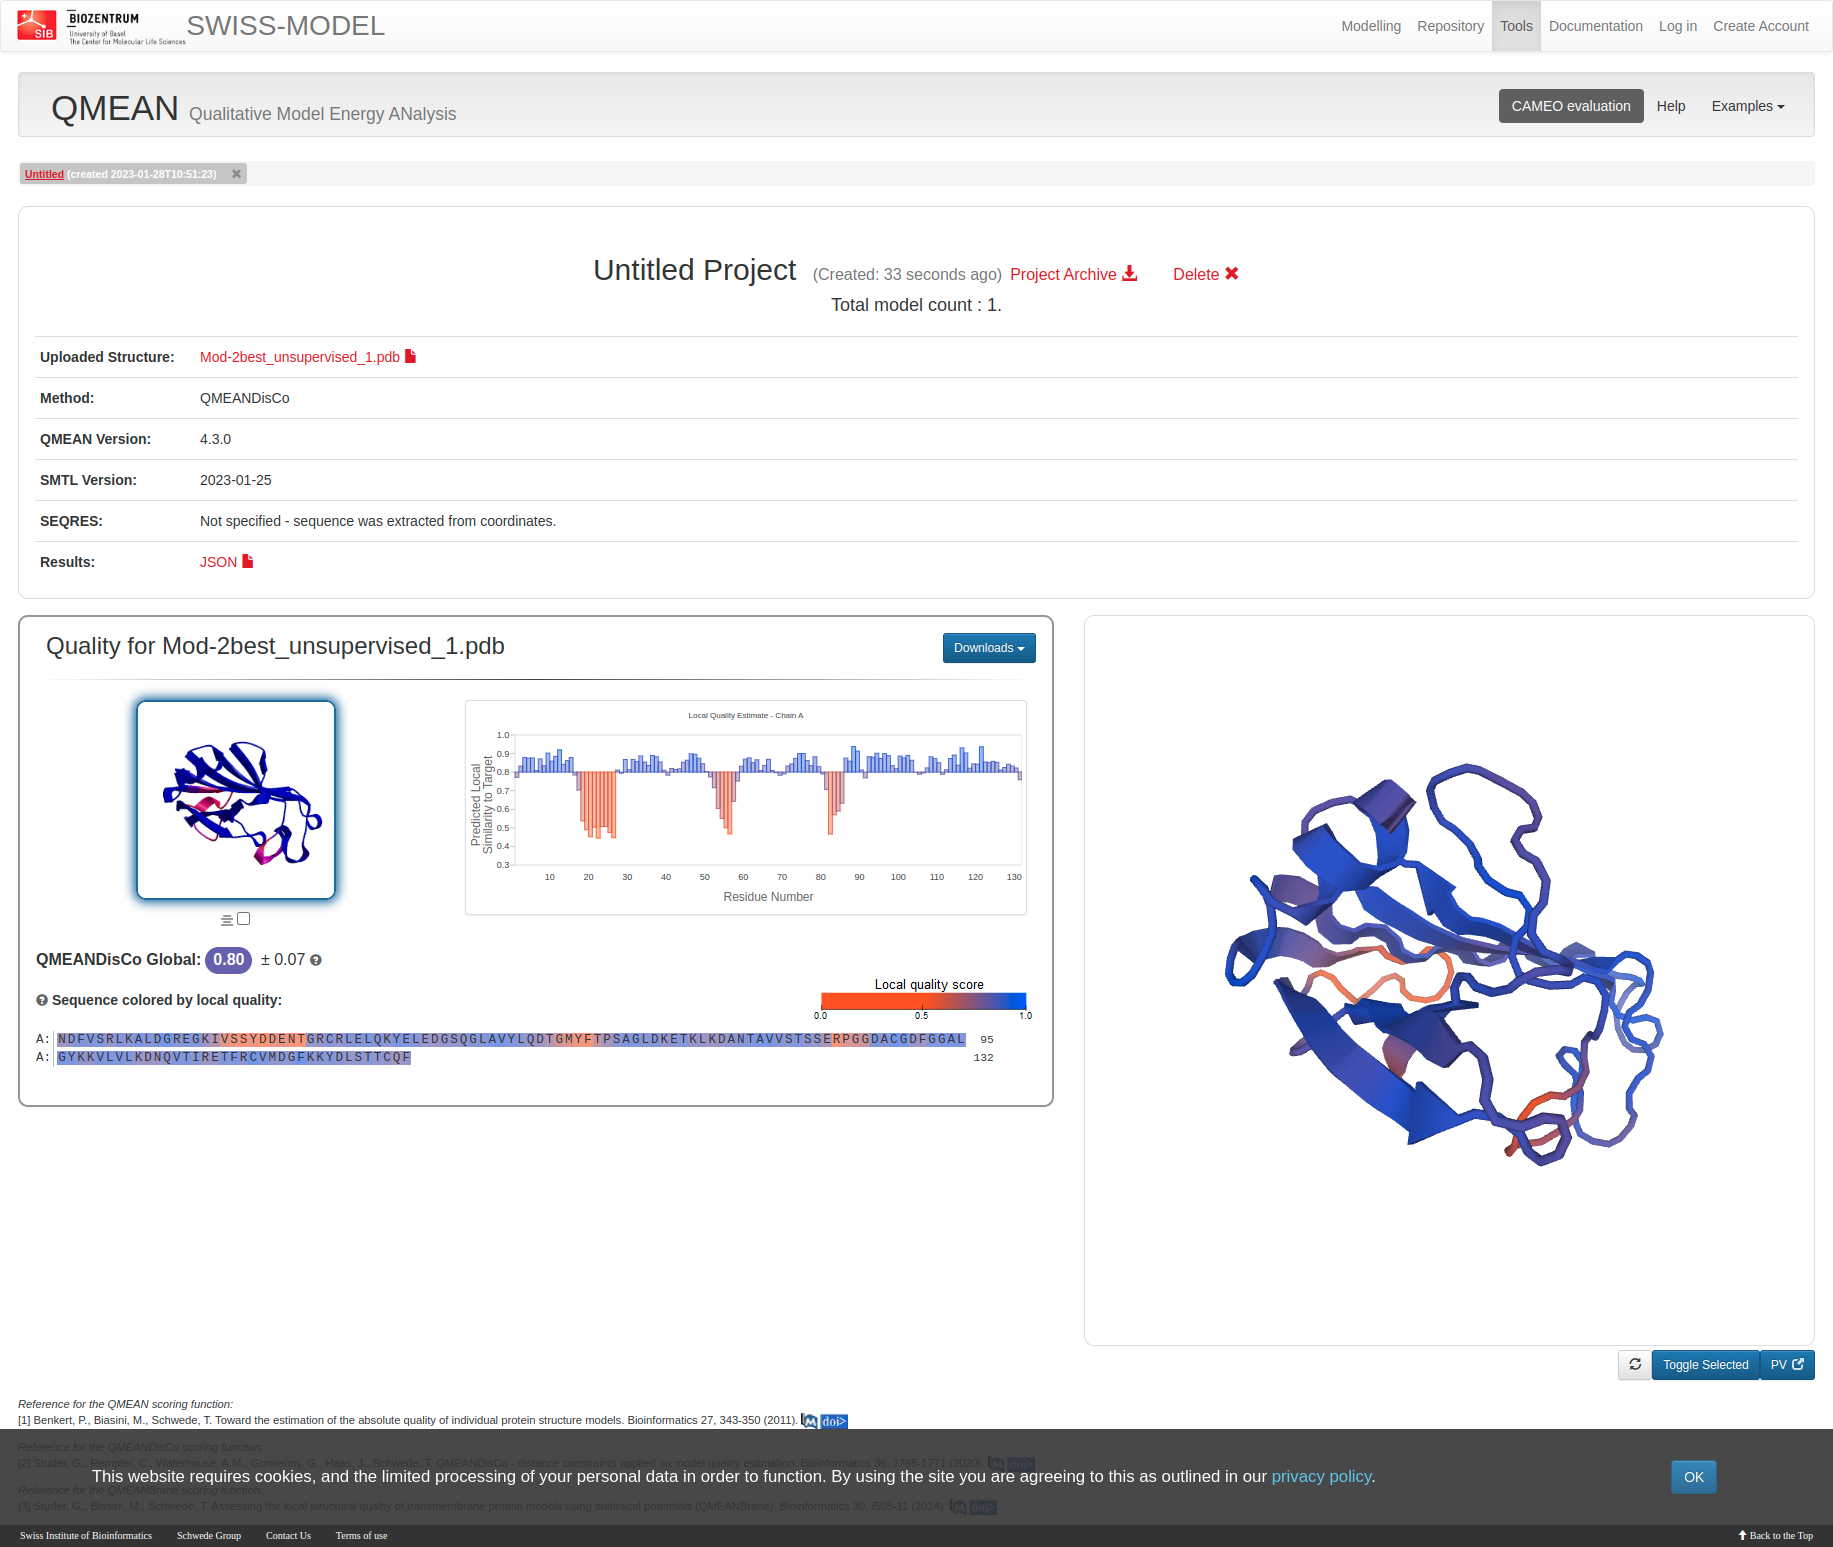 SIB
BIOZENTRUM
University of Basel
The Center for Molecular Life Sciences
SWISS-MODEL
Modelling Repository Tools Documentation Log in Create Account
QMEAN Qualitative Model Energy ANalysis
CAMEO evaluation Help Examples
Untitled (created 2023-01-28T10:51:23)
Untitled Project (Created: 33 seconds ago) Project Archive Delete
Total model count : 1.
Uploaded Structure: Mod-2best_unsupervised_1.pdb
Method: QMEANDisCo
QMEAN Version: 4.3.0
SMTL Version: 2023-01-25
SEQRES: Not specified - sequence was extracted from coordinates.
Results: JSON
Quality for Mod-2best_unsupervised_1.pdb
Downloads
Local Quality Estimate - Chain A
Predicted Local
Similarity to Target
1.0
0.9
0.8
0.7
0.6
0.5
0.4
0.3
10 20 30 40 50 60 70 80 90 100 110 120 130
Residue Number
QMEANDisCo Global: 0.80 ± 0.07
Sequence colored by local quality:
Local quality score
0.0 0.5 1.0
A: NDFVSRLKALDGREGKIVSSYDDENTGRCRLELQKYELEDGSQGLAVYLQDTGMYFTPSAGLDKETKLKDANTAVVSTSSERPGGDACGDFGGAL 95
A: GYKKVLVLKDNQVTIRETFRCVMDGFKKYDLSTTCQF 132
Toggle Selected PV
Reference for the QMEAN scoring function:
[1] Benkert, P., Biasini, M., Schwede, T. Toward the estimation of the absolute quality of individual protein structure models. Bioinformatics 27, 343-350 (2011). M doi>
Reference for the QMEANDisCo scoring function:
[2] Studer, G., Rempfer, C., Waterhouse, A.M., Gumienny, G., Haas, J., Schwede, T. QMEANDisCo - distance constraints applied on model quality estimation. Bioinformatics 36, 1765-1771 (2020). M doi>
This website requires cookies, and the limited processing of your personal data in order to function. By using the site you are agreeing to this as outlined in our privacy policy.
OK
Reference for the QMEANBrane scoring function:
[3] Studer, G., Biasini, M., Schwede, T. Assessing the local structural quality of transmembrane protein models using statistical potentials (QMEANBrane). Bioinformatics 30, i505-11 (2014). M doi>
Swiss Institute of Bioinformatics Schwede Group Contact Us Terms of use Back to the Top